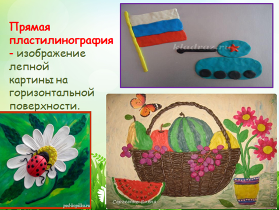 Прямая
пластилинография
- изображение
лепной
картины на
горизонтальной
поверхности.